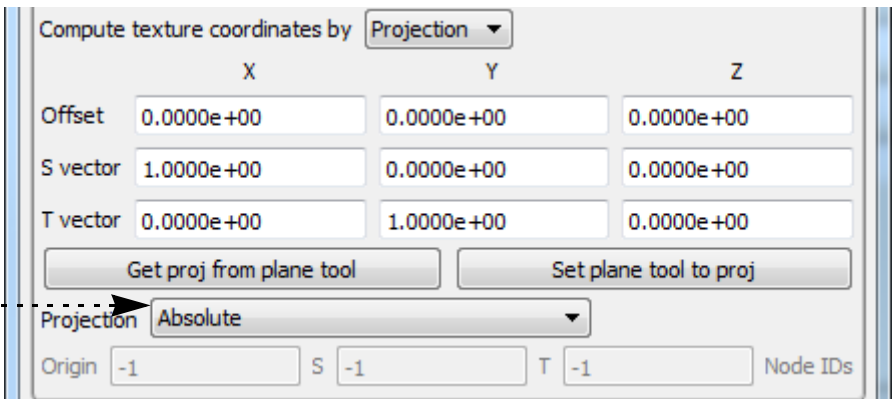 Compute texture coordinates by Projection
X Y Z
Offset 0.0000e+00 0.0000e+00 0.0000e+00
S vector 1.0000e+00 0.0000e+00 0.0000e+00
T vector 0.0000e+00 1.0000e+00 0.0000e+00
Get proj from plane tool Set plane tool to proj
Projection Absolute
Origin -1 S -1 T -1 Node IDs